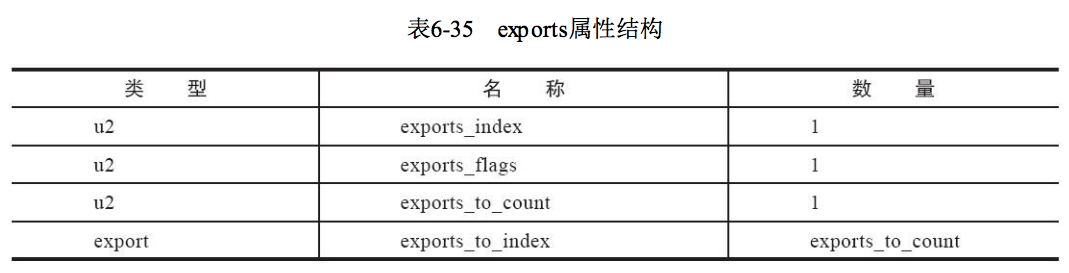 表6-35 exports属性结构
类 型 名 称 数 量
u2 exports_index 1
u2 exports_flags 1
u2 exports_to_count 1
export exports_to_index exports_to_count